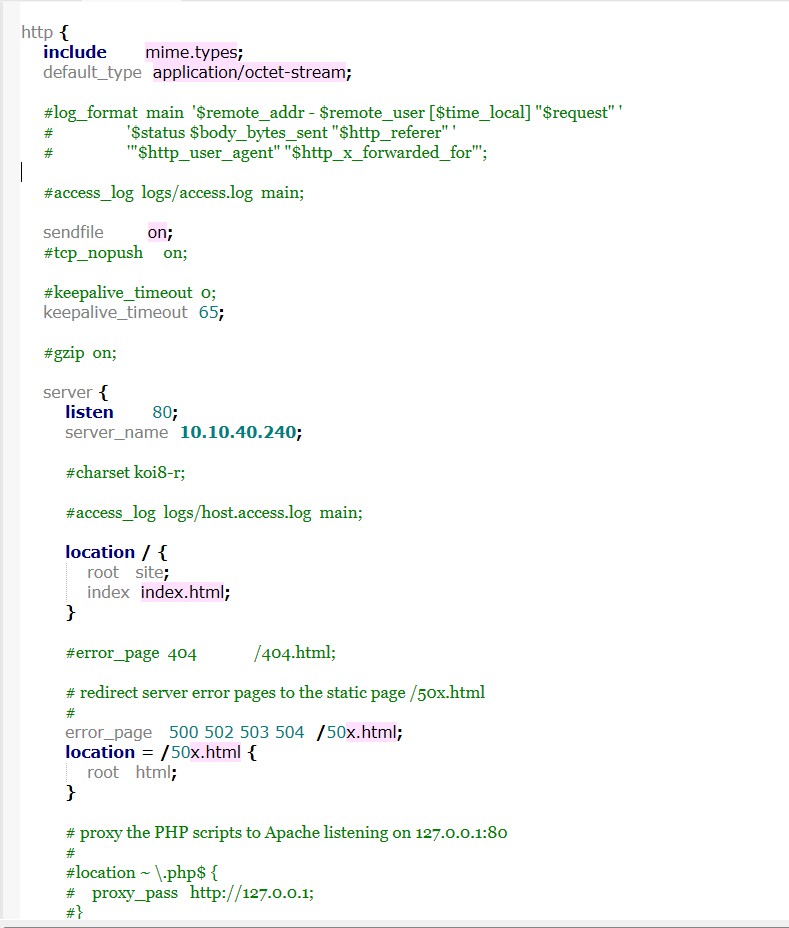 http {
include mime.types;
default_type application/octet-stream;
#log_format main '$remote_addr - $remote_user [$time_local] "$request" '
# '$status $body_bytes_sent "$http_referer" '
# '"$http_user_agent" "$http_x_forwarded_for"';
#access_log logs/access.log main;
sendfile on;
#tcp_nopush on;
#keepalive_timeout 0;
keepalive_timeout 65;
#gzip on;
server {
listen 80;
server_name 10.10.40.240;
#charset koi8-r;
#access_log logs/host.access.log main;
location / {
root site;
index index.html;
}
#error_page 404 /404.html;
# redirect server error pages to the static page /50x.html
#
error_page 500 502 503 504 /50x.html;
location = /50x.html {
root html;
}
# proxy the PHP scripts to Apache listening on 127.0.0.1:80
#
#location ~ \.php$ {
# proxy_pass http://127.0.0.1;
#}